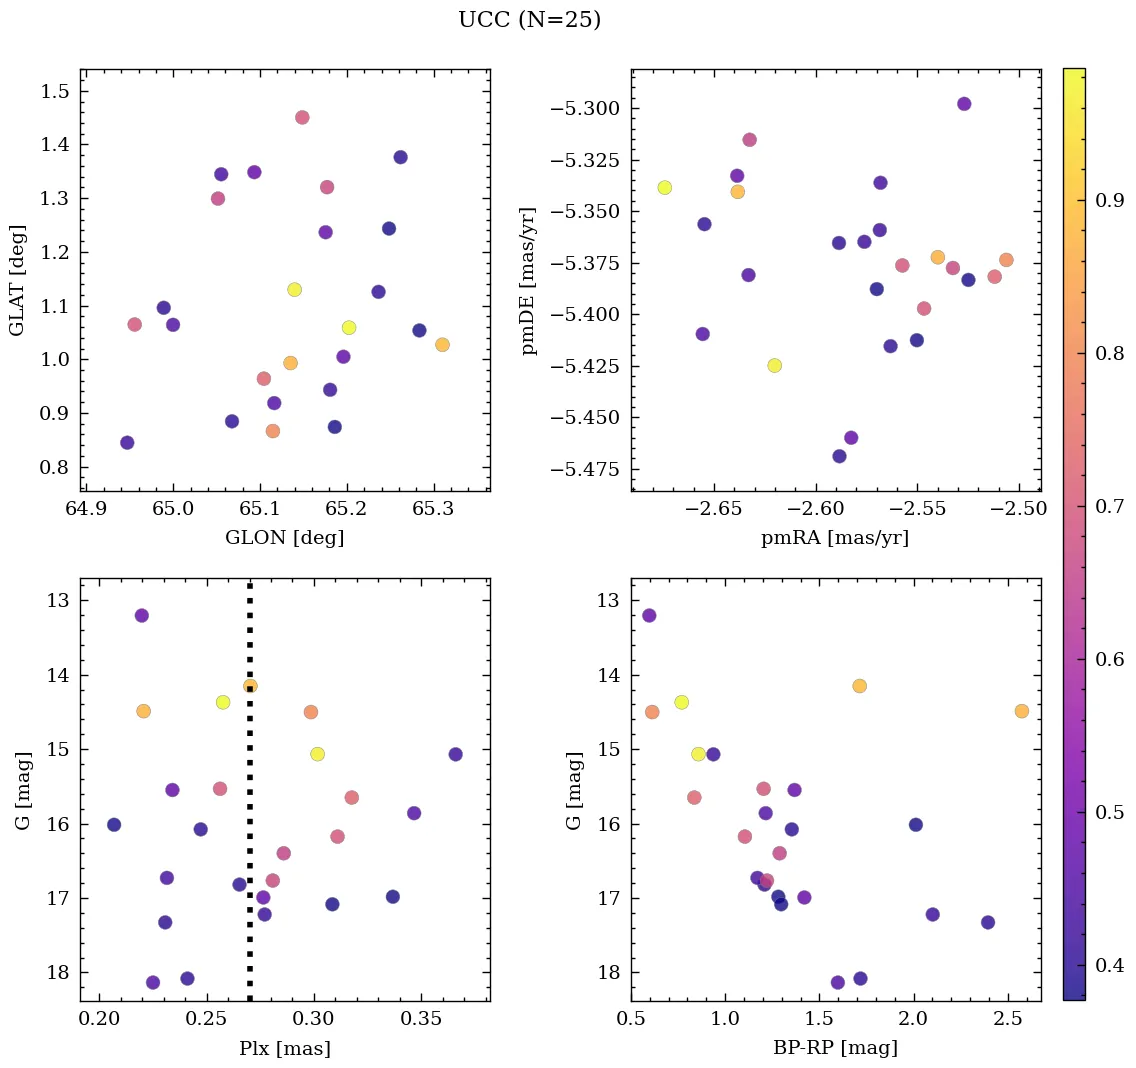 UCC (N=25)
1.5
1.4
1.3
1.2
1.1
1.0
0.9
0.8
GLAT [deg]
64.9 65.0 65.1 65.2 65.3
GLON [deg]
−5.300
−5.325
−5.350
−5.375
−5.400
−5.425
−5.450
−5.475
pmDE [mas/yr]
−2.65 −2.60 −2.55 −2.50
pmRA [mas/yr]
13
14
15
16
17
18
G [mag]
0.20 0.25 0.30 0.35
Plx [mas]
13
14
15
16
17
18
G [mag]
0.5 1.0 1.5 2.0 2.5
BP-RP [mag]
0.9
0.8
0.7
0.6
0.5
0.4